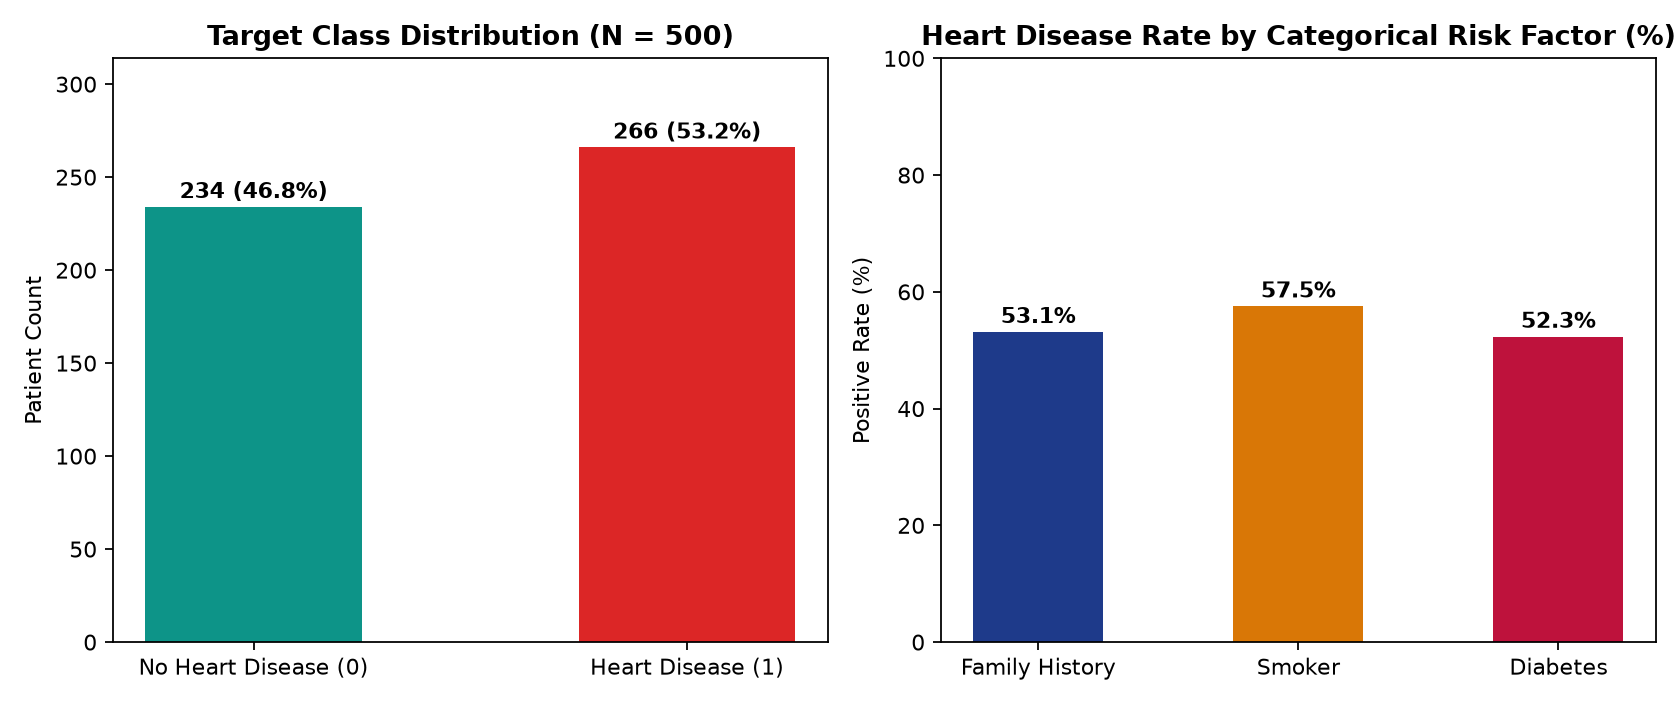 Target Class Distribution (N = 500)
Patient Count
300
250
200
150
100
50
0
234 (46.8%)
266 (53.2%)
No Heart Disease (0)
Heart Disease (1)
Heart Disease Rate by Categorical Risk Factor (%)
Positive Rate (%)
100
80
60
40
20
0
53.1%
57.5%
52.3%
Family History
Smoker
Diabetes